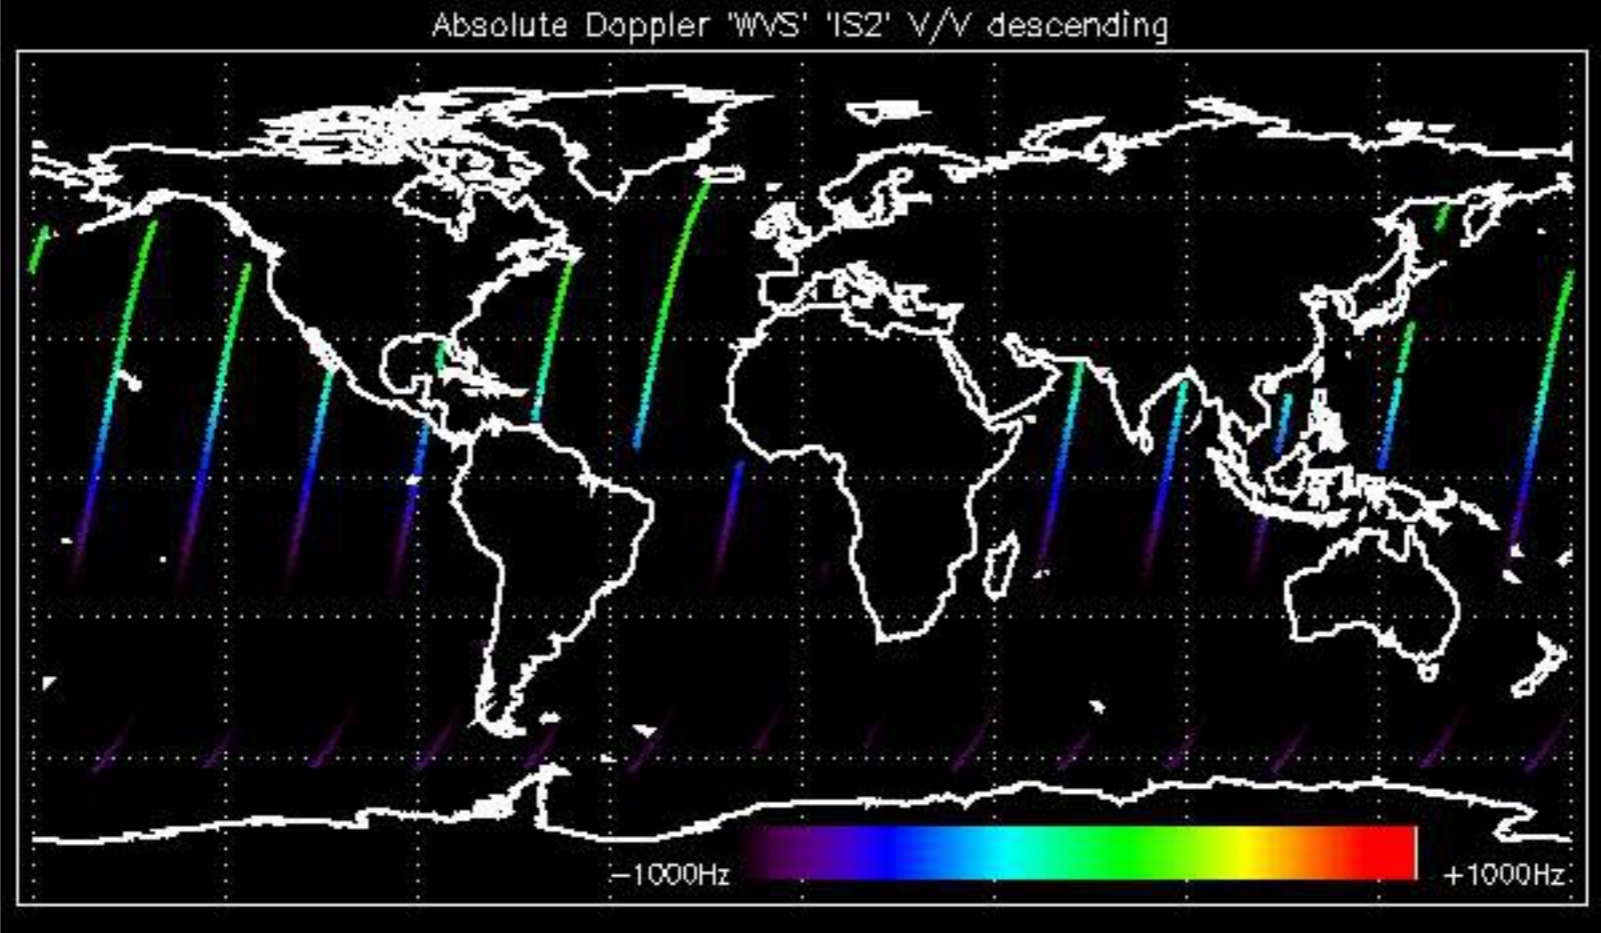 Absolute Doppler 'WVS' 'IS2' V/V descending
-1000Hz
+1000Hz